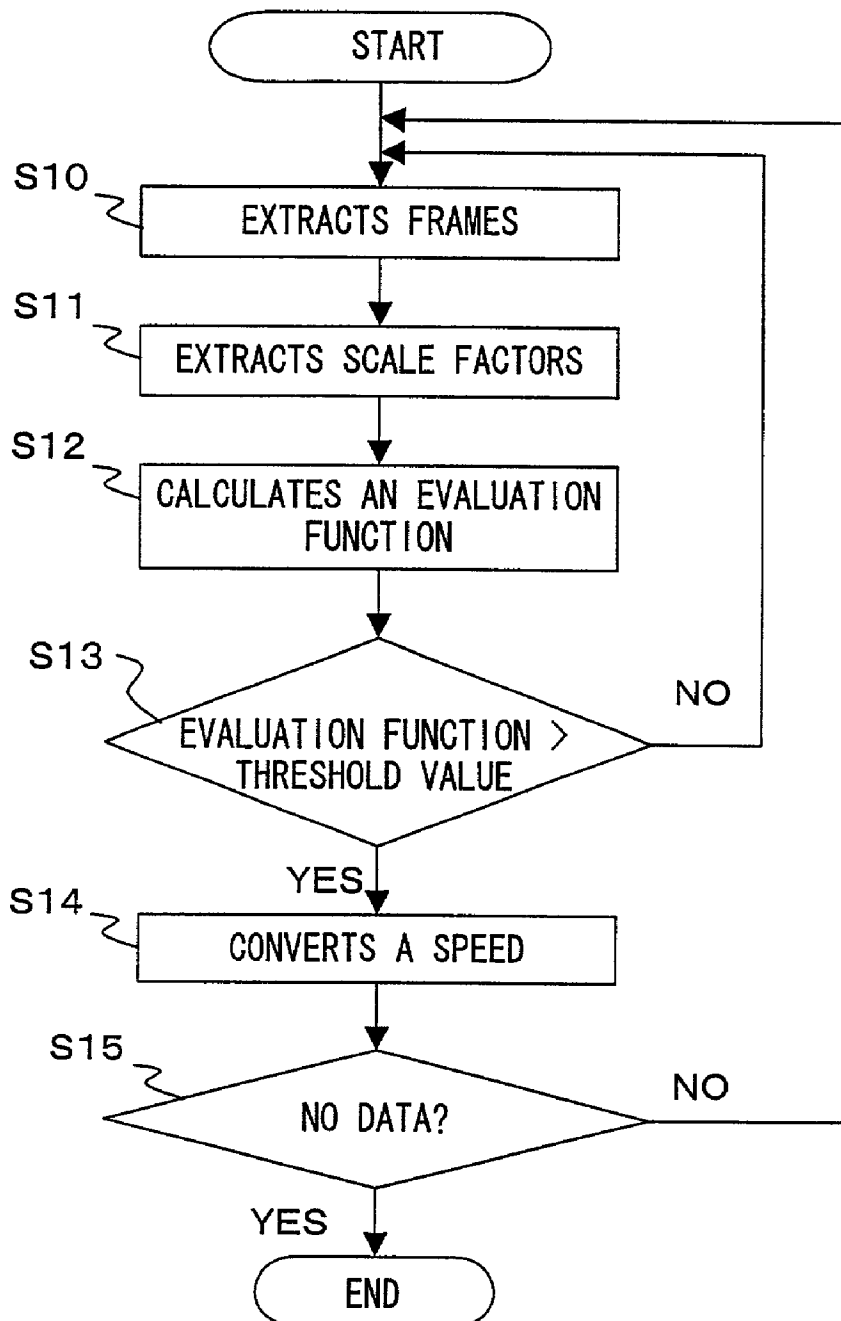 START
S10
EXTRACTS FRAMES
S11
EXTRACTS SCALE FACTORS
S12
CALCULATES AN EVALUATION
FUNCTION
S13
NO
EVALUATION FUNCTION >
THRESHOLD VALUE
YES
S14
CONVERTS A SPEED
S15
NO
NO DATA?
YES
END